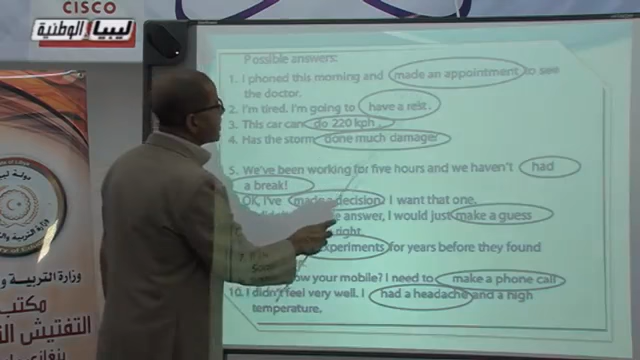 CISCO
ليبيا الوطنية
Possible answers:
1. I phoned this morning and made an appointment to see
the doctor.
2. I'm tired. I'm going to have a rest.
3. This car can do 220 kph.
4. Has the storm done much damage?
5. We've been working for five hours and we haven't had
a break!
OK, I've made a decision. I want that one.
answer, I would just make a guess
right.
experiments for years before they found
your mobile? I need to make a phone call
10. I didn't feel very well. I had a headache and a high
temperature.
وزارة التربية و
مكتب
التفتيش
بنغازي